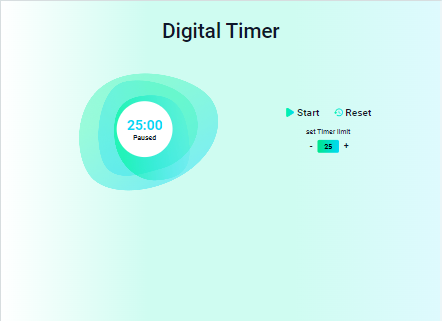 Digital Timer
25:00
Paused
Start Reset
set Timer limit
- 25 +